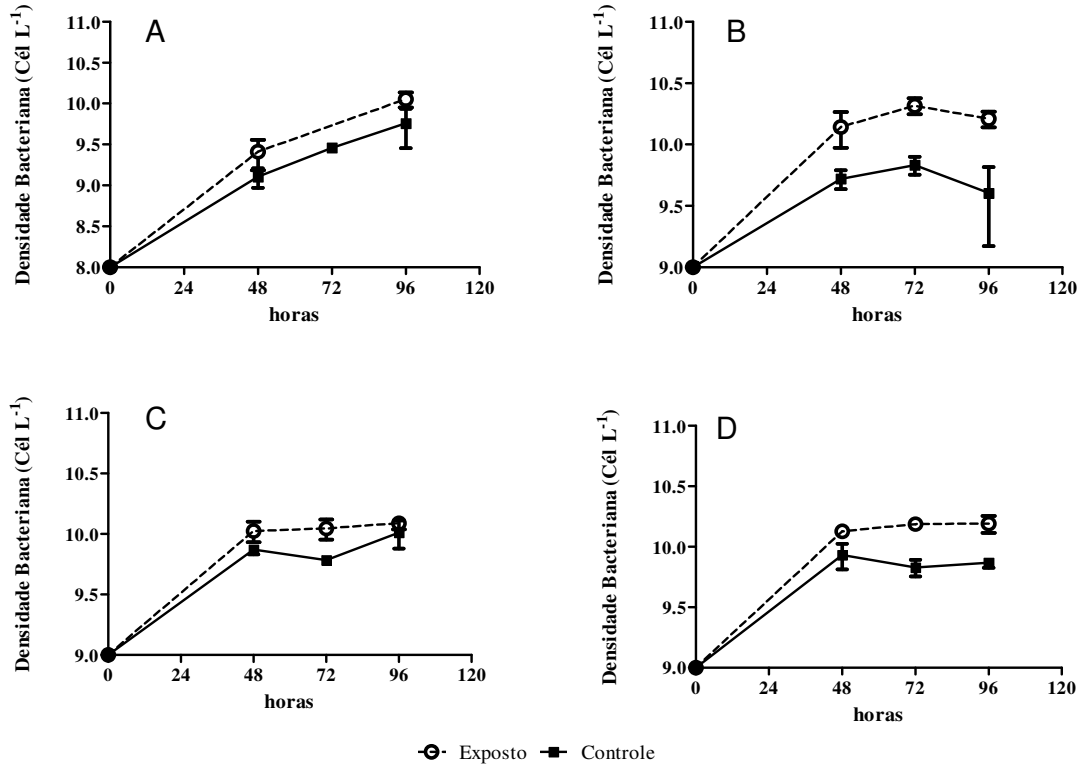 A
Densidade Bacteriana (Cél L-1)
11.0
10.5
10.0
9.5
9.0
8.5
8.0
0 24 48 72 96 120
horas
B
Densidade Bacteriana (Cél L-1)
11.0
10.5
10.0
9.5
9.0
0 24 48 72 96 120
horas
C
Densidade Bacteriana (Cél L-1)
11.0
10.5
10.0
9.5
9.0
0 24 48 72 96 120
horas
D
Densidade Bacteriana (Cél L-1)
11.0
10.5
10.0
9.5
9.0
0 24 48 72 96 120
horas
Exposto Controle